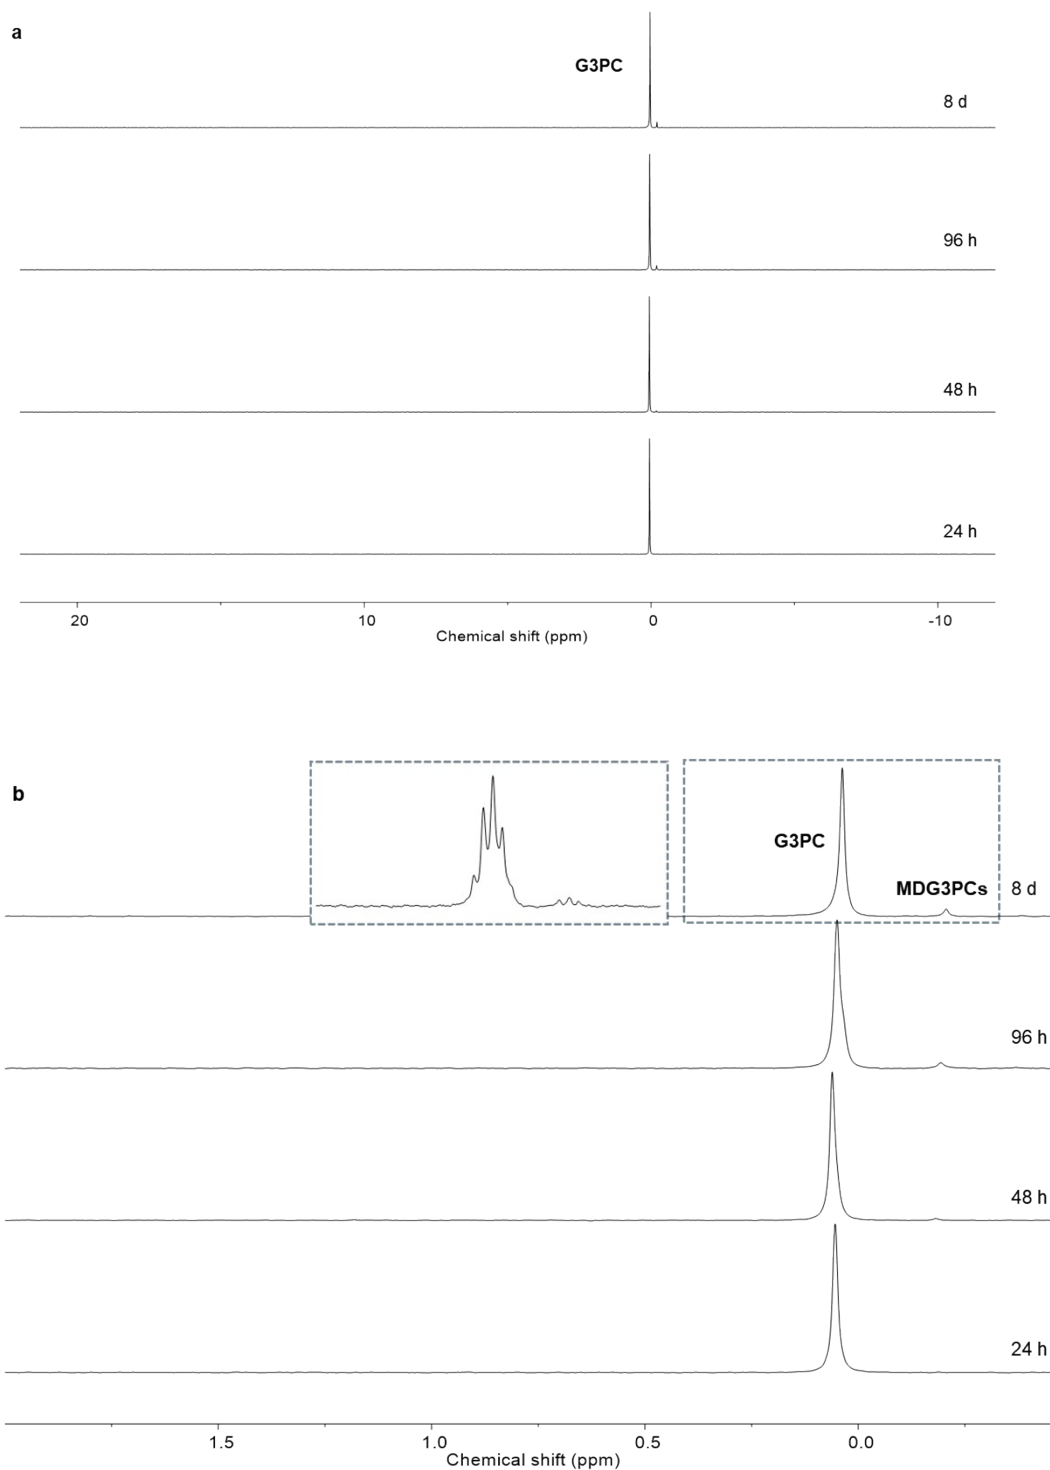 a
G3PC
8 d
96 h
48 h
24 h
20 10 0 -10
Chemical shift (ppm)
b
G3PC
MDG3PCs 8 d
96 h
48 h
24 h
1.5 1.0 0.5 0.0
Chemical shift (ppm)